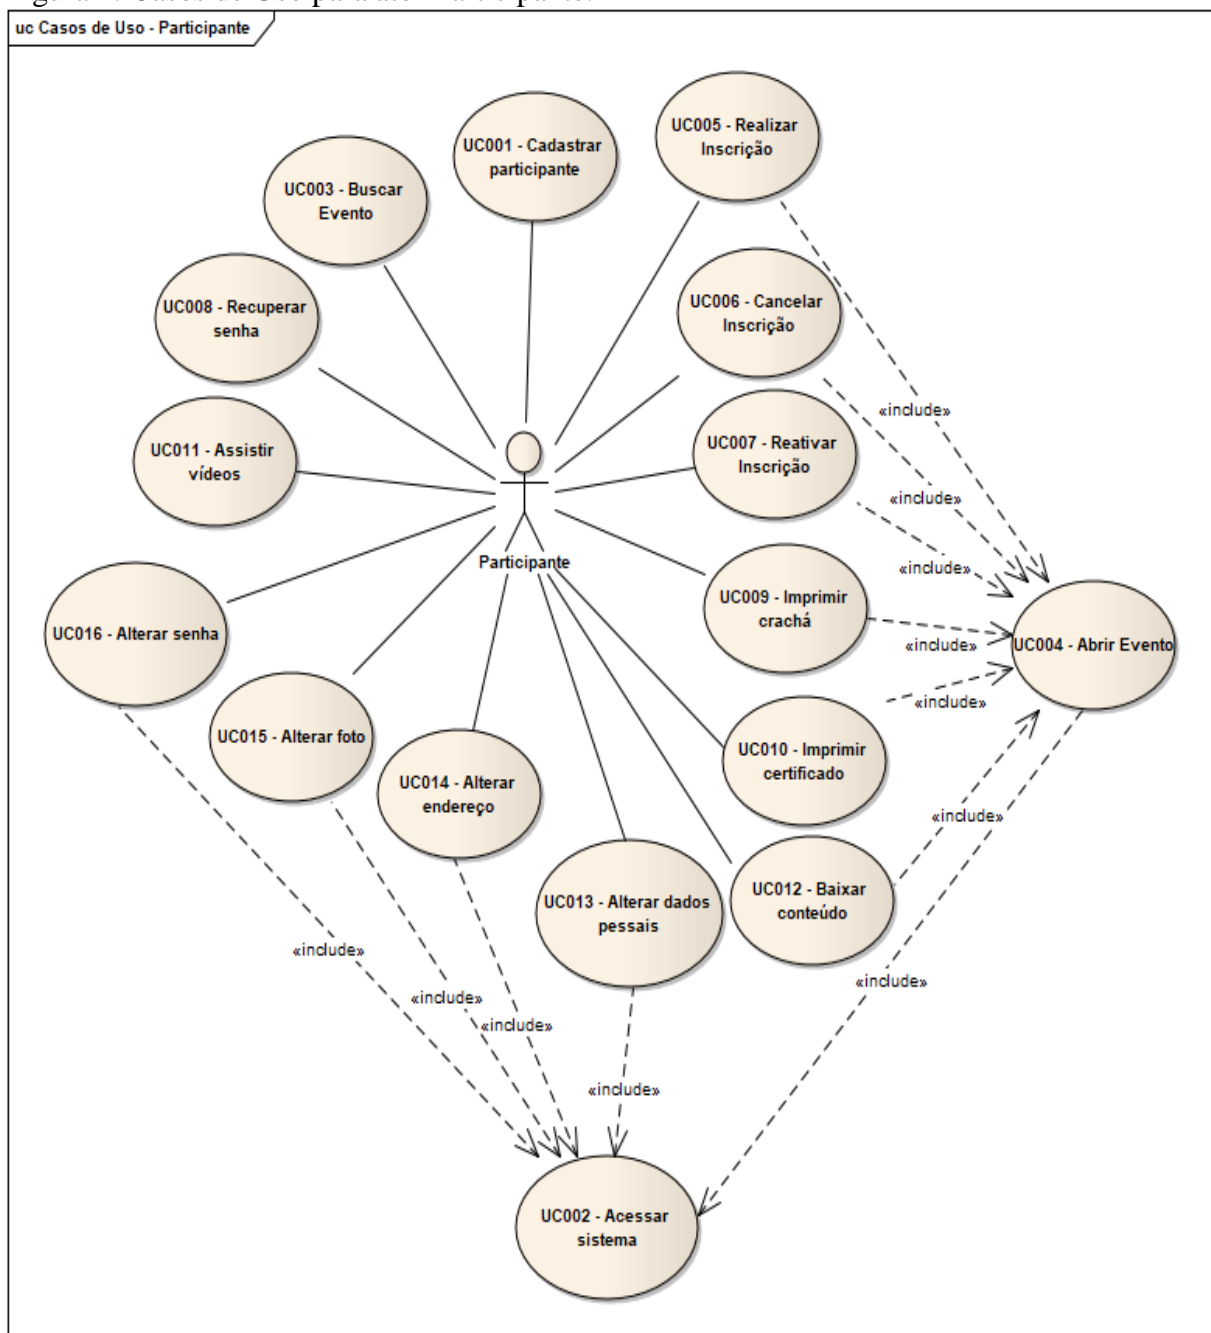 uc Casos de Uso - Participante
UC005 - Realizar
Inscrição
UC001 - Cadastrar
participante
UC003 - Buscar
Evento
UC006 - Cancelar
Inscrição
UC008 - Recuperar
senha
UC007 - Reativar
Inscrição
UC011 - Assistir
vídeos
«include»
«include»
«include»
Participante
UC009 - Imprimir
crachá
UC016 - Alterar senha
«include»
UC004 - Abrir Evento
«include»
UC015 - Alterar foto
UC010 - Imprimir
certificado
UC014 - Alterar
endereço
«include»
UC012 - Baixar
conteúdo
UC013 - Alterar dados
pessais
«include»
«include»
«include»
«include»
«include»
UC002 - Acessar
sistema